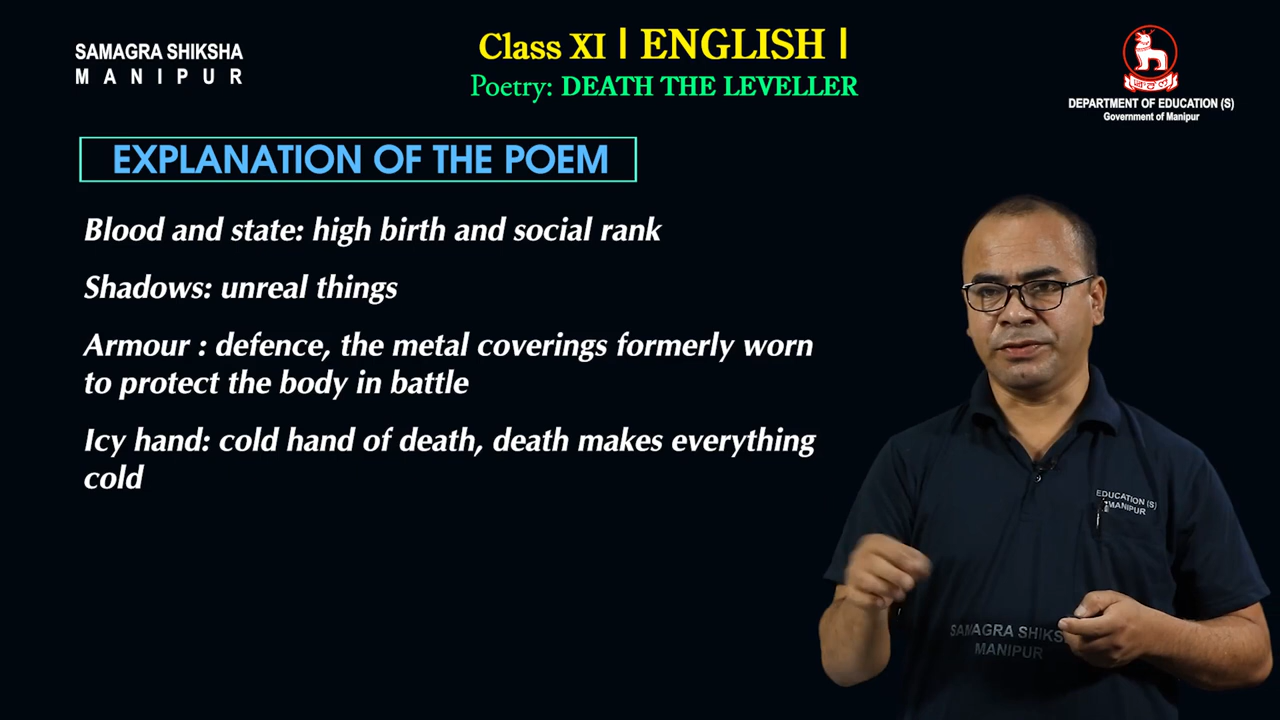 SAMAGRA SHIKSHA
MANIPUR
Class XI | ENGLISH |
Poetry: DEATH THE LEVELLER
DEPARTMENT OF EDUCATION (S)
Government of Manipur
EXPLANATION OF THE POEM
Blood and state: high birth and social rank
Shadows: unreal things
Armour : defence, the metal coverings formerly worn
to protect the body in battle
Icy hand: cold hand of death, death makes everything
cold
EDUCATION (S)
MANIPUR
SAMAGRA SHIKS
MANIPUR